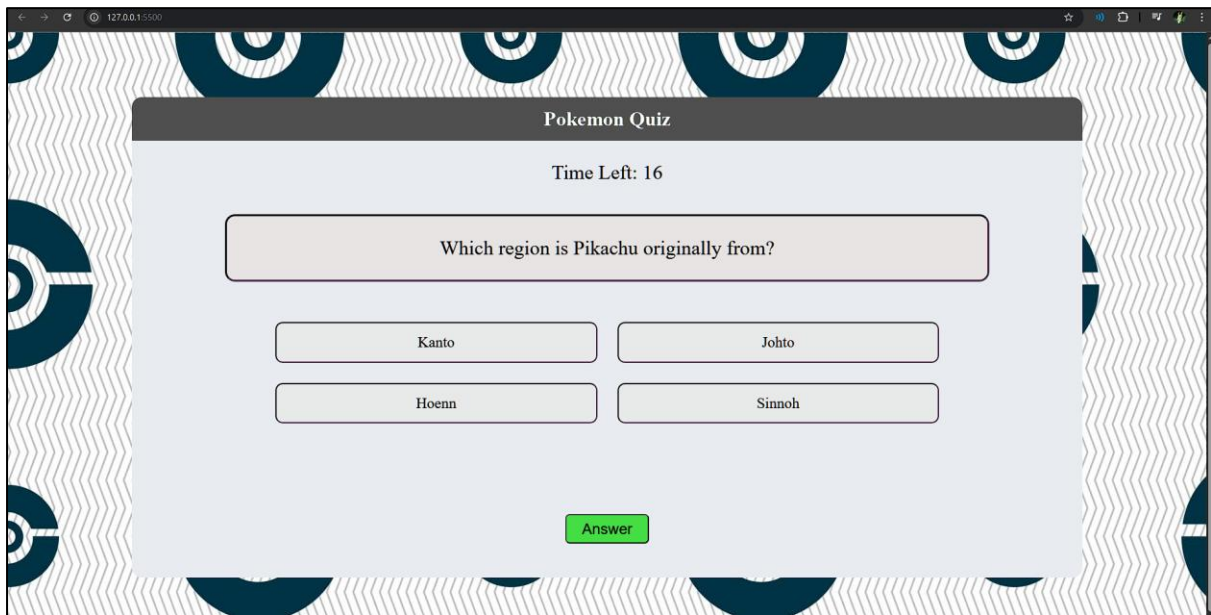 127.0.0.1:5500
Pokemon Quiz
Time Left: 16
Which region is Pikachu originally from?
Kanto Johto
Hoenn Sinnoh
Answer